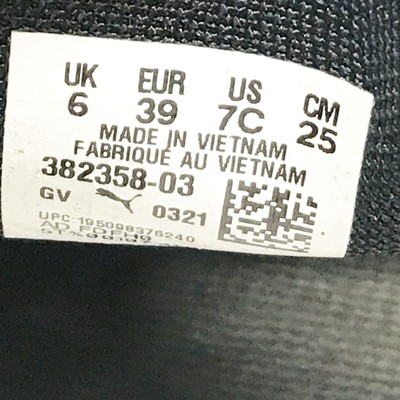 UK EUR US CM
6 39 7C 25
MADE IN VIETNAM
FABRIQUÉ AU VIETNAM
382358-03
GV 0321
UPC: 195098376240
AD